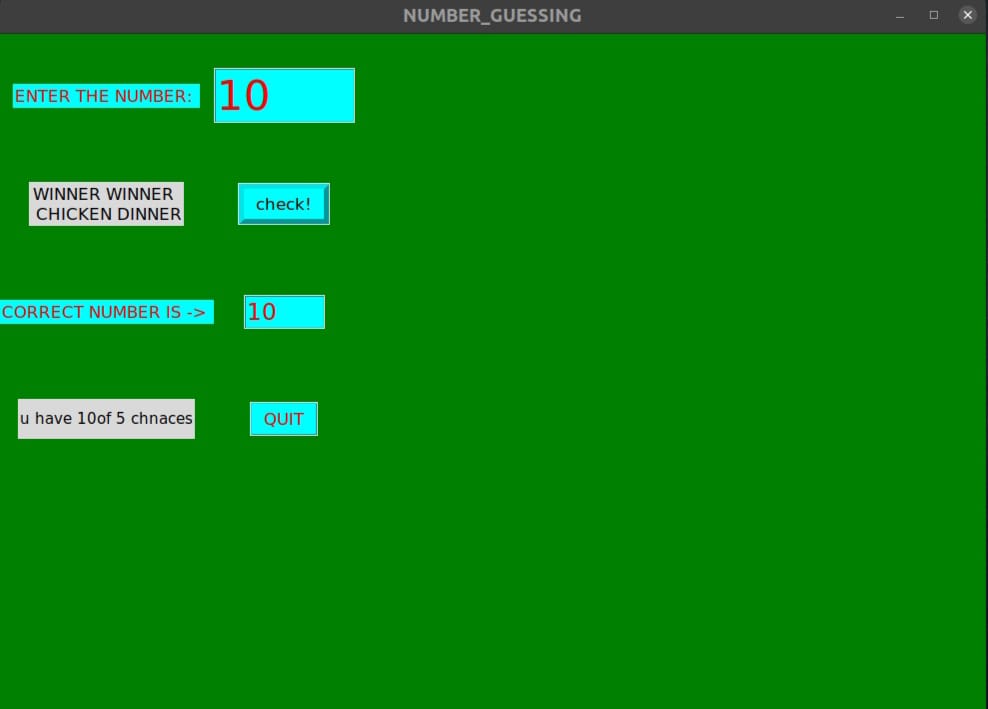 NUMBER_GUESSING
ENTER THE NUMBER:
10
WINNER WINNER
CHICKEN DINNER
check!
CORRECT NUMBER IS ->
10
u have 10of 5 chnaces
QUIT